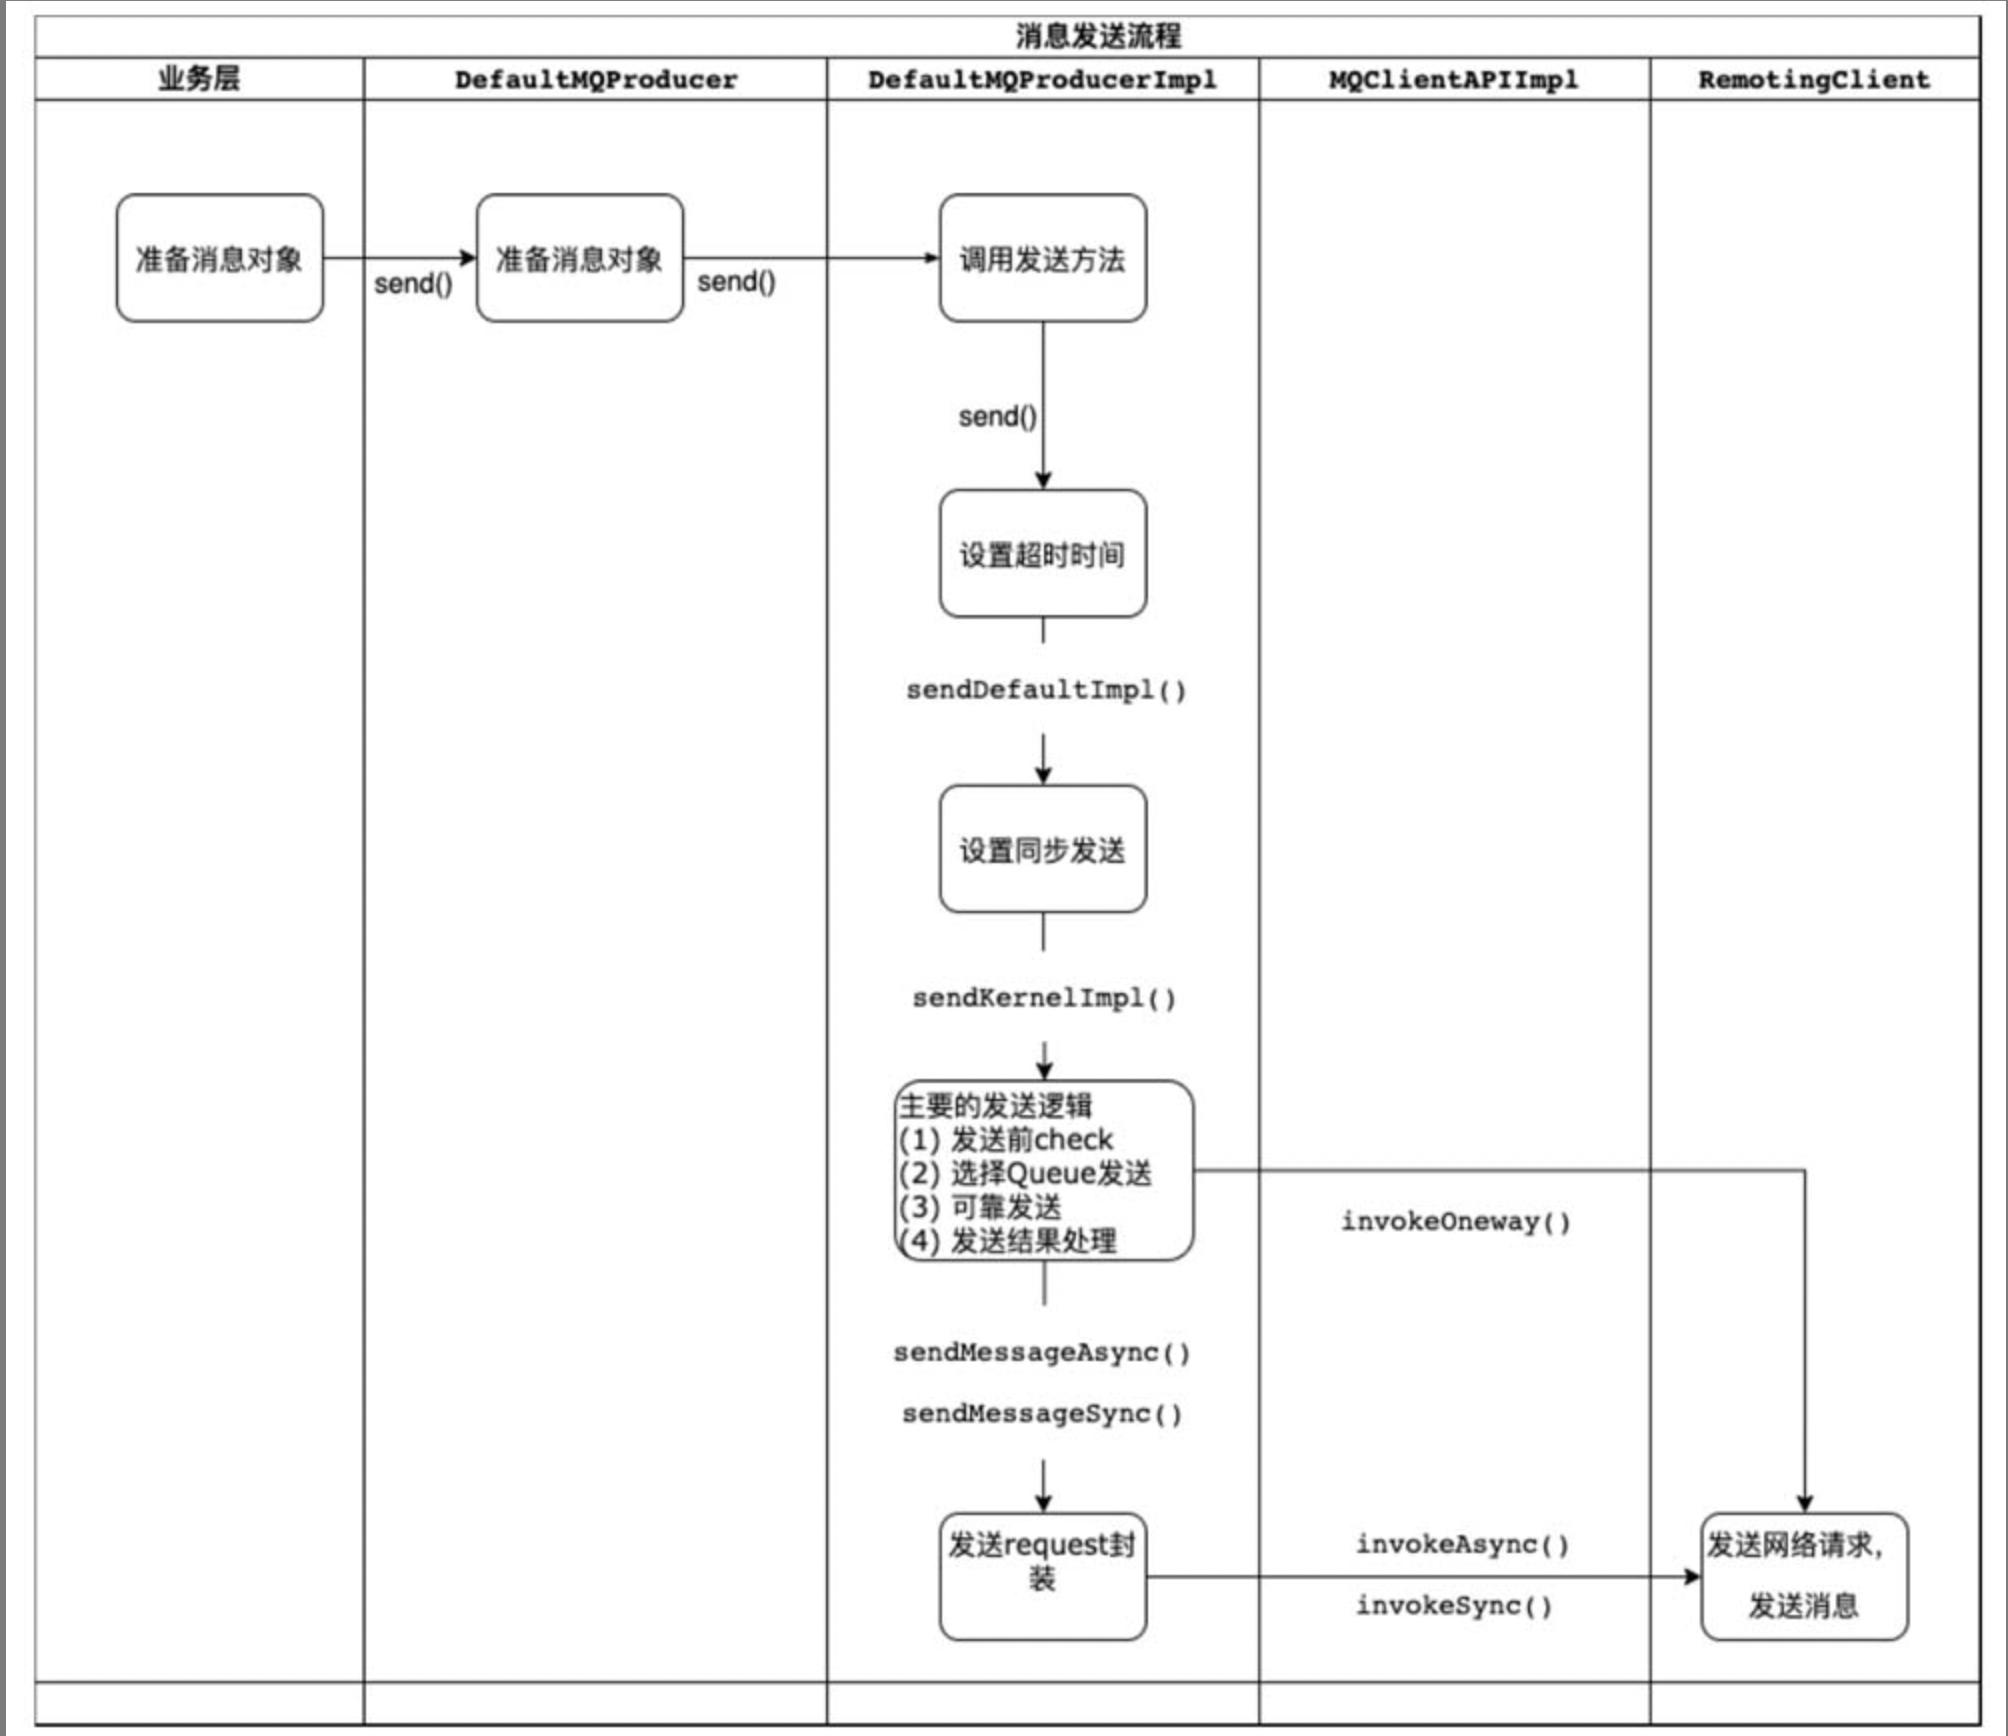 消息发送流程
业务层
DefaultMQProducer
DefaultMQProducerImpl
MQClientAPIImpl
RemotingClient
准备消息对象
send()
准备消息对象
send()
调用发送方法
send()
设置超时时间
sendDefaultImpl()
设置同步发送
sendKernelImpl()
主要的发送逻辑
(1) 发送前check
(2) 选择Queue发送
(3) 可靠发送
(4) 发送结果处理
invokeOneway()
sendMessageAsync()
sendMessageSync()
发送request封
装
invokeAsync()
invokeSync()
发送网络请求,
发送消息